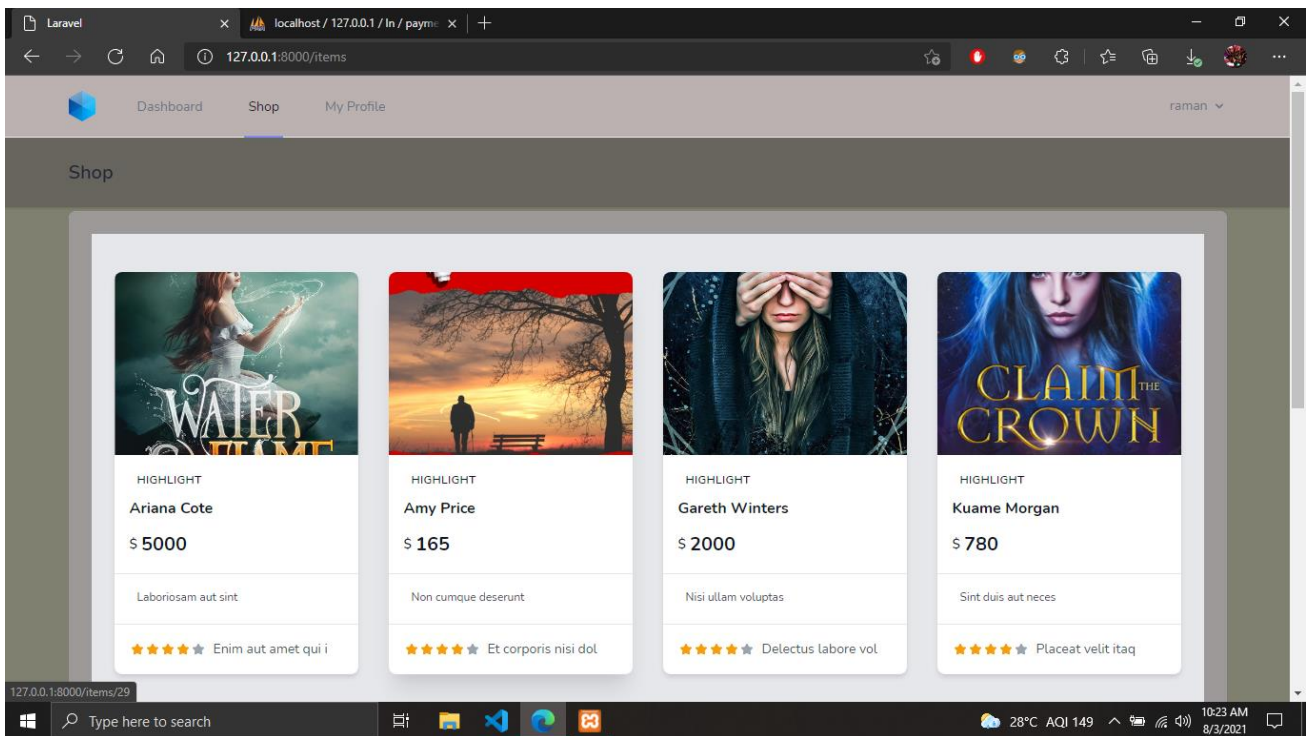 Laravel
localhost / 127.0.0.1 / ln / payme
127.0.0.1:8000/items
Dashboard Shop My Profile raman
Shop
WATER
FLAME
CLAIM THE
CROWN
HIGHLIGHT HIGHLIGHT HIGHLIGHT HIGHLIGHT
Ariana Cote Amy Price Gareth Winters Kuame Morgan
$ 5000 $ 165 $ 2000 $ 780
Laboriosam aut sint Non cumque deserunt Nisi ullam voluptas Sint duis aut neces
Enim aut amet qui i Et corporis nisi dol Delectus labore vol Placeat velit itaq
127.0.0.1:8000/items/29
Type here to search 28°C AQI 149 10:23 AM
8/3/2021